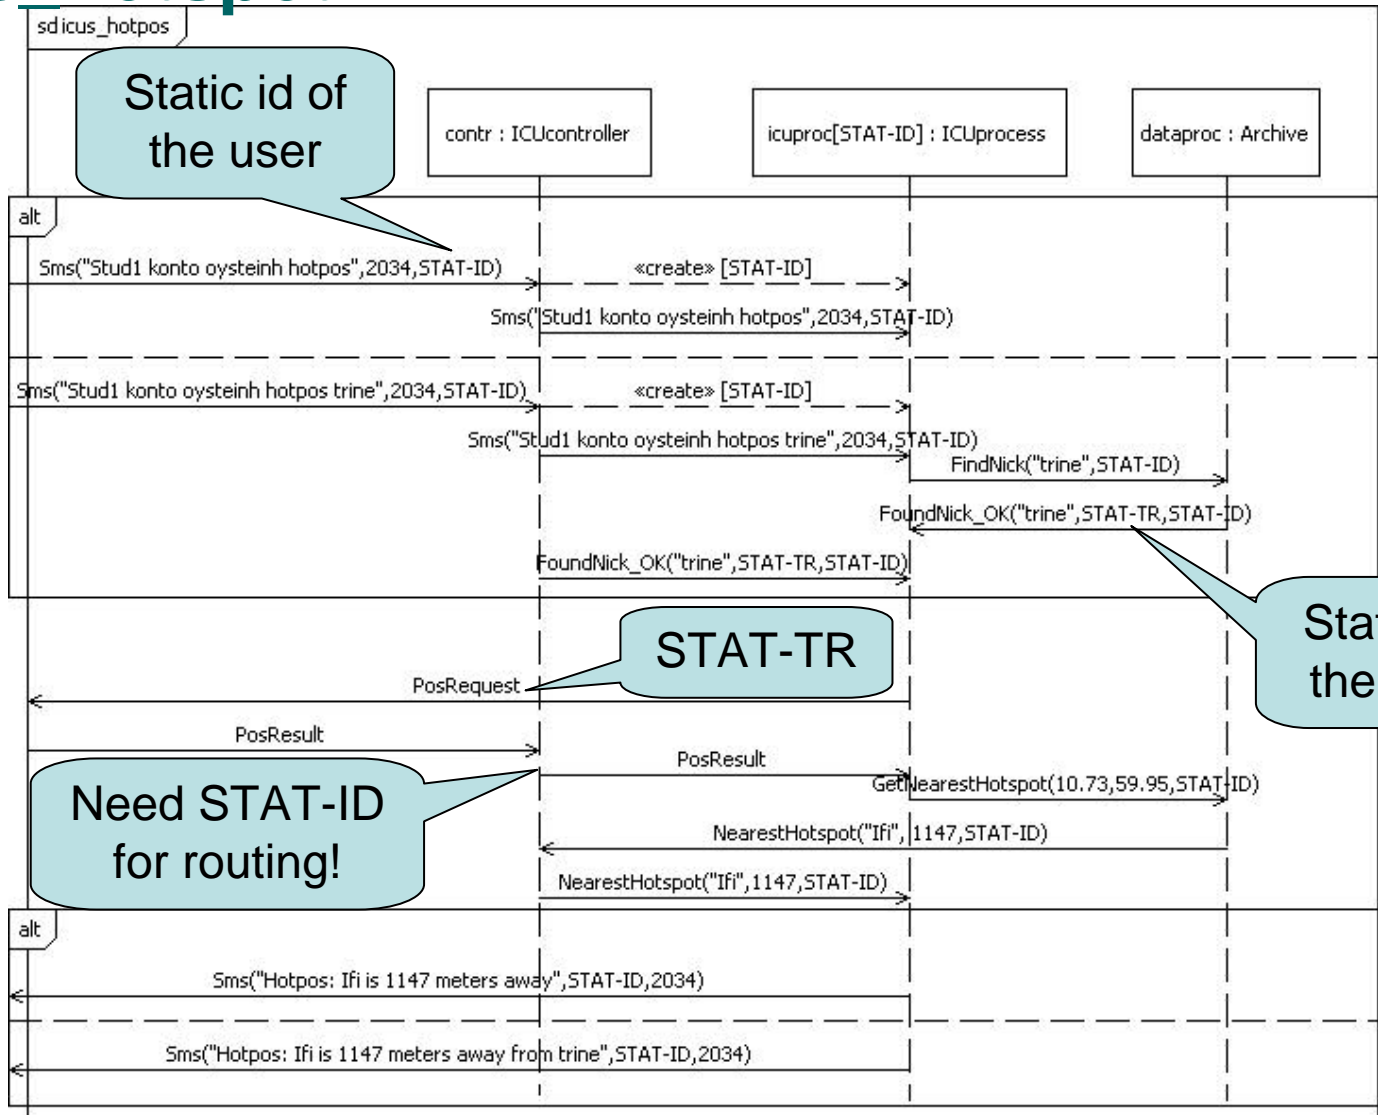 sd icus_hotpos
Static id of
the user
contr : ICUcontroller
icuproc[STAT-ID] : ICUprocess
dataproc : Archive
alt
Sms("Stud1 konto oysteinh hotpos",2034,STAT-ID)
«create» [STAT-ID]
Sms("Stud1 konto oysteinh hotpos",2034,STAT-ID)
Sms("Stud1 konto oysteinh hotpos trine",2034,STAT-ID)
«create» [STAT-ID]
Sms("Stud1 konto oysteinh hotpos trine",2034,STAT-ID)
FindNick("trine",STAT-ID)
FoundNick_OK("trine",STAT-TR,STAT-ID)
FoundNick_OK("trine",STAT-TR,STAT-ID)
the
STAT-TR
PosRequest
PosResult
PosResult
Need STAT-ID
for routing!
GetNearestHotspot(10.73,59.95,STAT-ID)
NearestHotspot("Ifi", 1147,STAT-ID)
NearestHotspot("Ifi",1147,STAT-ID)
alt
Sms("Hotpos: Ifi is 1147 meters away",STAT-ID,2034)
Sms("Hotpos: Ifi is 1147 meters away from trine",STAT-ID,2034)